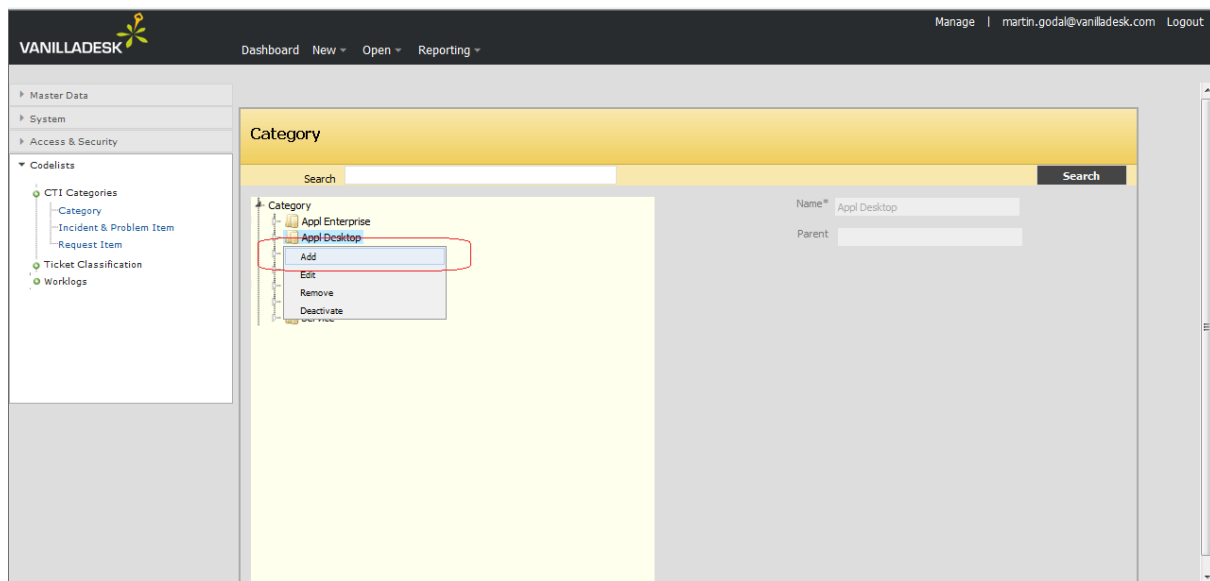 VANILLADESK
Manage | martin.godal@vanilladesk.com Logout
Dashboard New Open Reporting
Master Data
System
Access & Security
Codelists
CTI Categories
Category
Incident & Problem Item
Request Item
Ticket Classification
Worklogs
Category
Search
Search
Category
Appl Enterprise
Appl Desktop
Add
Edit
Remove
Deactivate
Name* Appl Desktop
Parent